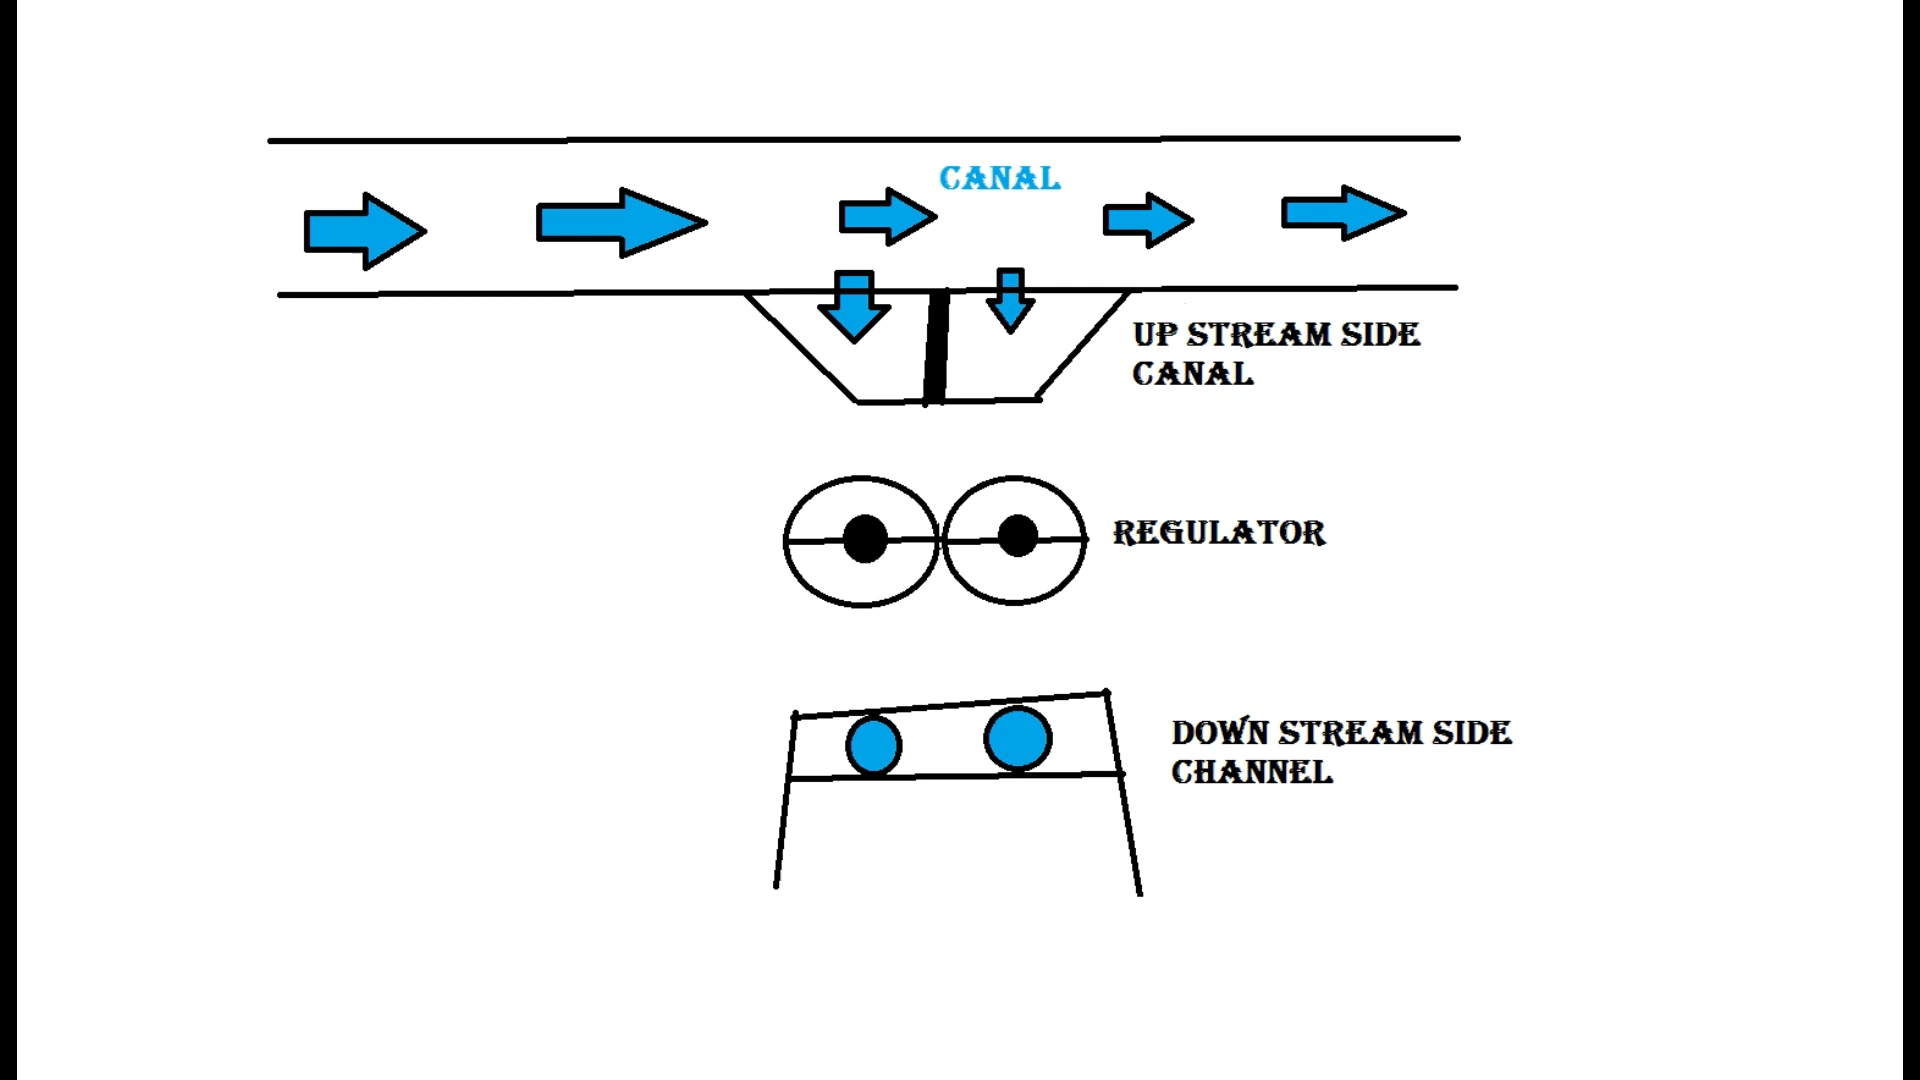 CANAL
UP STREAM SIDE
CANAL
REGULATOR
DOWN STREAM SIDE
CHANNEL